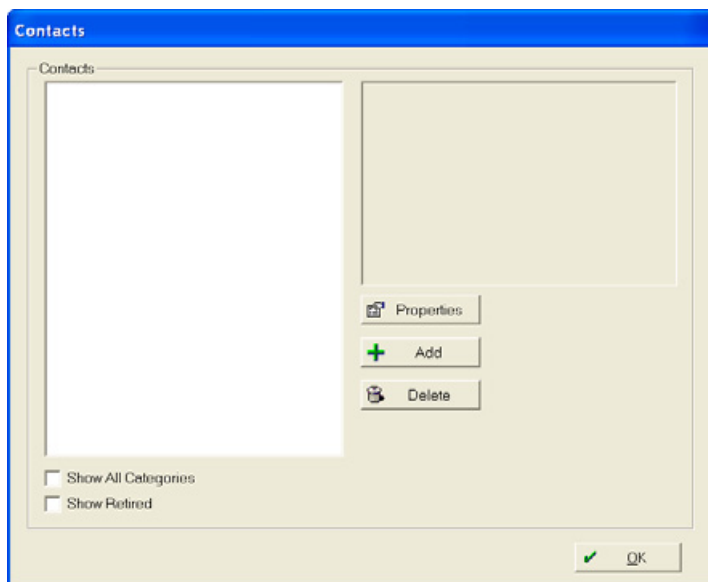 Contacts
Contacts
Properties
Add
Delete
Show All Categories
Show Retired
OK